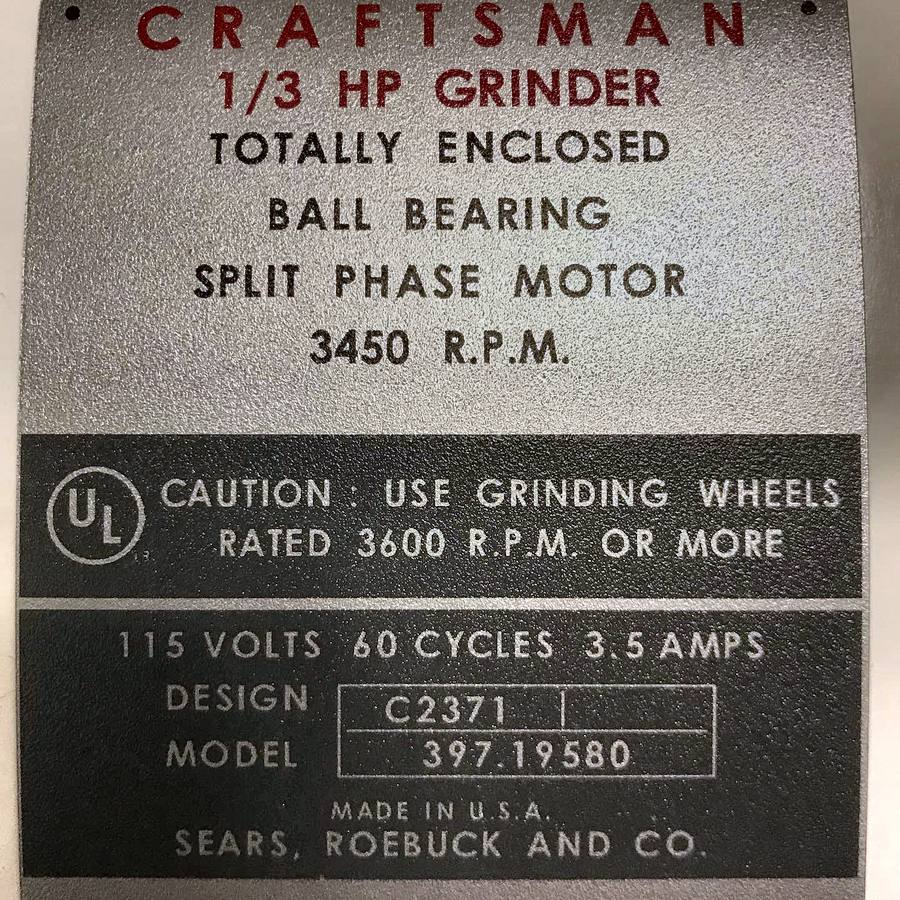 CRAFTSMAN
1/3 HP GRINDER
TOTALLY ENCLOSED
BALL BEARING
SPLIT PHASE MOTOR
3450 R.P.M.
UL
CAUTION : USE GRINDING WHEELS
RATED 3600 R.P.M. OR MORE
115 VOLTS 60 CYCLES 3.5 AMPS
DESIGN C2371
MODEL 397.19580
MADE IN U.S.A.
SEARS, ROEBUCK AND CO.